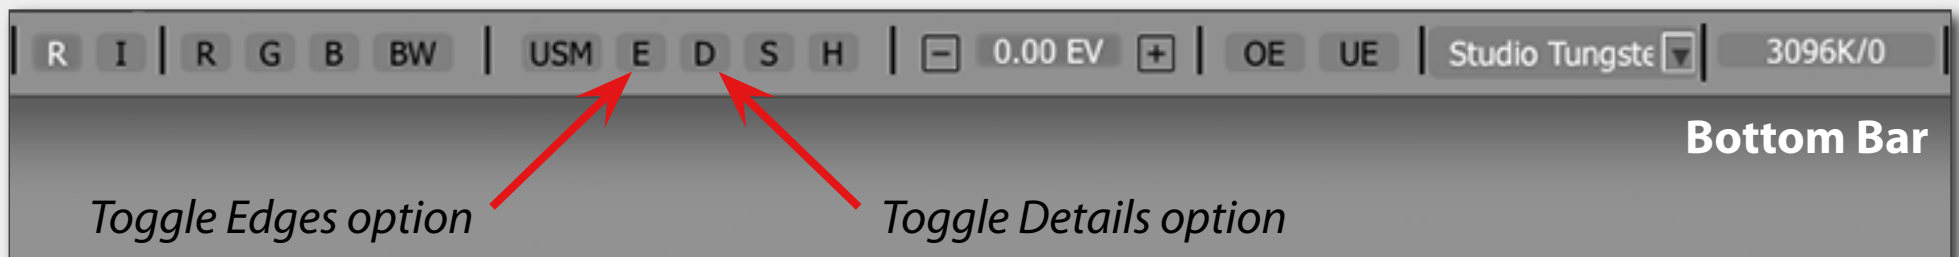 R I R G B BW USM E D S H − 0.00 EV + OE UE Studio Tungste 3096K/0
Bottom Bar
Toggle Edges option Toggle Details option